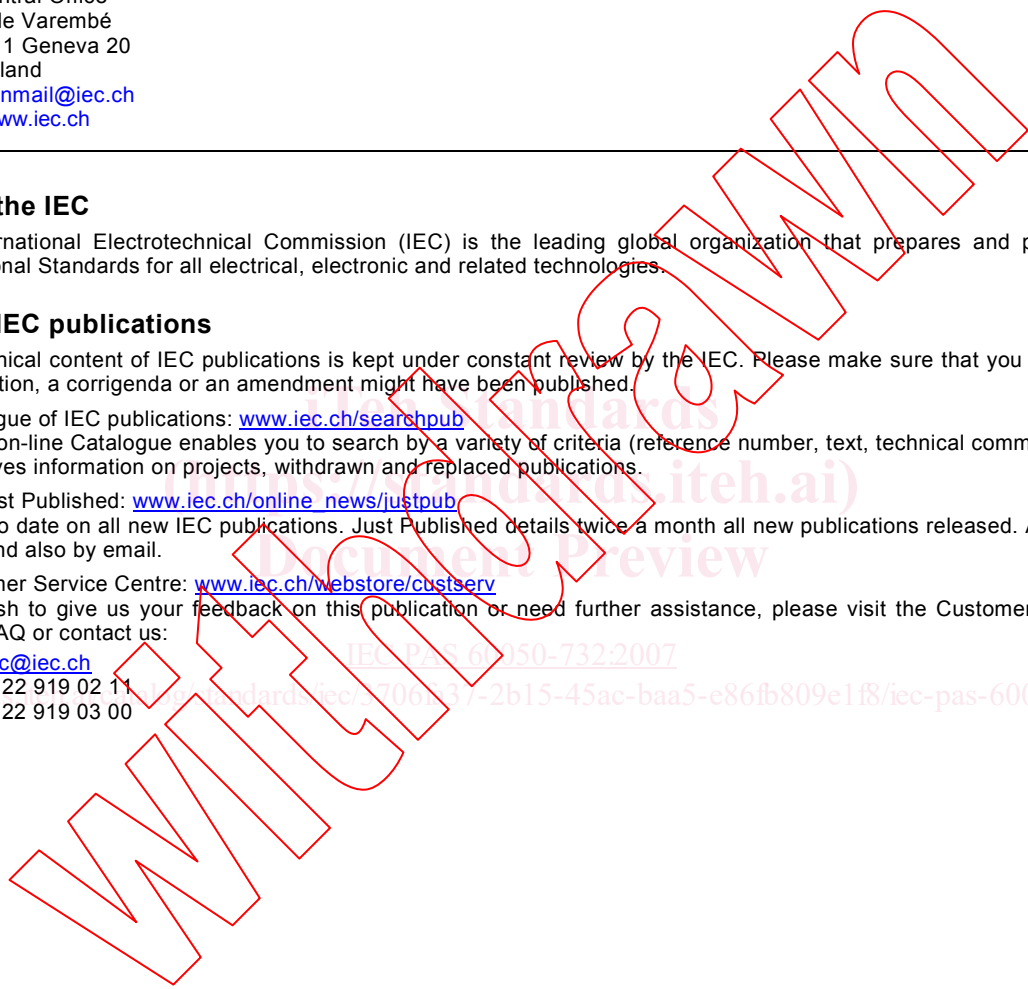 ntral Office
de Varembé
1 Geneva 20
land
nmail@iec.ch
ww.iec.ch
the IEC
rnational Electrotechnical Commission (IEC) is the leading global organization that prepares and p
onal Standards for all electrical, electronic and related technologies.
IEC publications
nical content of IEC publications is kept under constant review by the IEC. Please make sure that you
tion, a corrigenda or an amendment might have been published.
gue of IEC publications: www.iec.ch/searchpub
on-line Catalogue enables you to search by a variety of criteria (reference number, text, technical comm
ves information on projects, withdrawn and replaced publications.
st Published: www.iec.ch/online_news/justpub
o date on all new IEC publications. Just Published details twice a month all new publications released. A
nd also by email.
mer Service Centre: www.iec.ch/webstore/custserv
sh to give us your feedback on this publication or need further assistance, please visit the Customer
AQ or contact us:
c@iec.ch
22 919 02 11
22 919 03 00
iTeh Standards
(https://standards.iteh.ai)
Document Preview
IEC PAS 60050-732:2007
/standards/iec/3706fa37-2b15-45ac-baa5-e86fb809e1f8/iec-pas-600
withdrawn